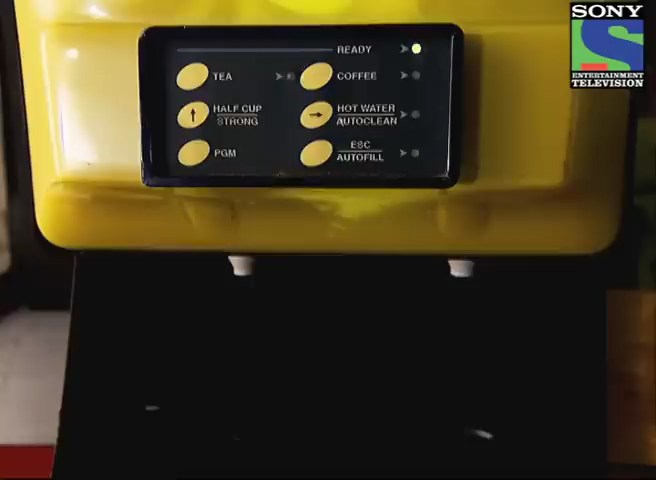 SONY
ENTERTAINMENT
TELEVISION
READY
TEA
COFFEE
HALF CUP
STRONG
HOT WATER
AUTOCLEAN
PGM
ESC
AUTOFILL